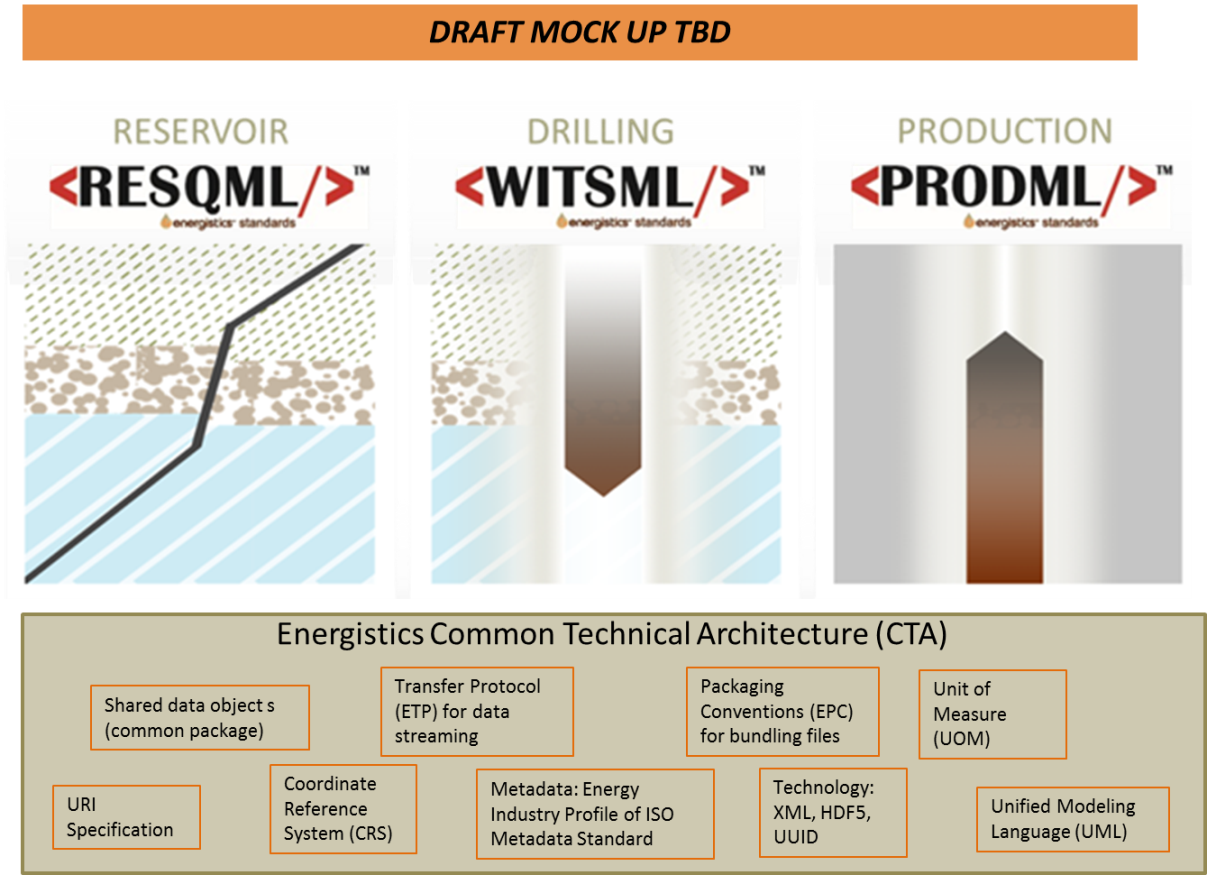 DRAFT MOCK UP TBD
RESERVOIR
<RESQML/>™
energistics® standards
DRILLING
<WITSML/>™
energistics® standards
PRODUCTION
<PRODML/>™
energistics® standards
Energistics Common Technical Architecture (CTA)
Shared data object s
(common package)
Transfer Protocol
(ETP) for data
streaming
Packaging
Conventions (EPC)
for bundling files
Unit of
Measure
(UOM)
URI
Specification
Coordinate
Reference
System (CRS)
Metadata: Energy
Industry Profile of ISO
Metadata Standard
Technology:
XML, HDF5,
UUID
Unified Modeling
Language (UML)